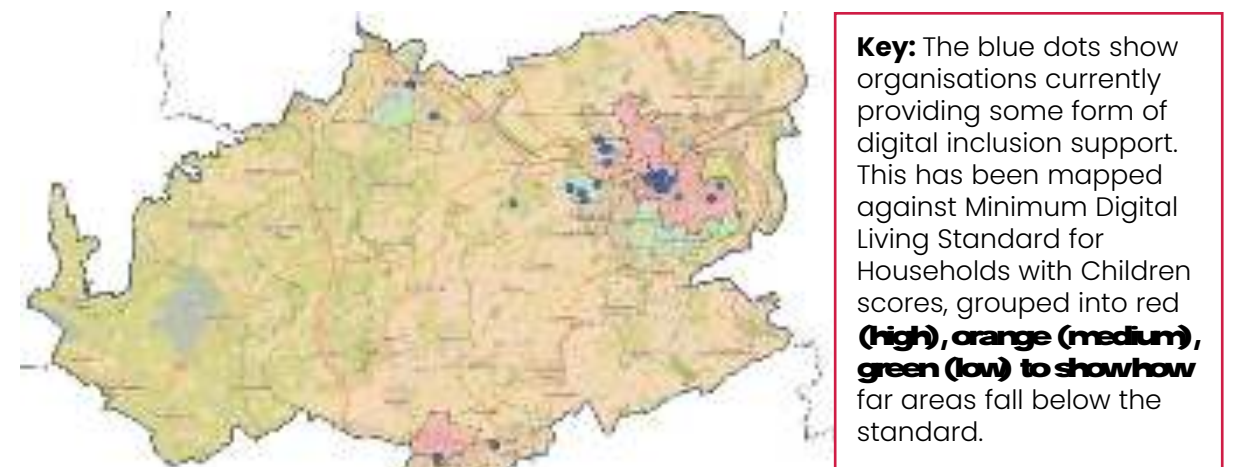 Key: The blue dots show
organisations currently
providing some form of
digital inclusion support.
This has been mapped
against Minimum Digital
Living Standard for
Households with Children
scores, grouped into red
(high), orange (medium),
green (low) to show how
far areas fall below the
standard.